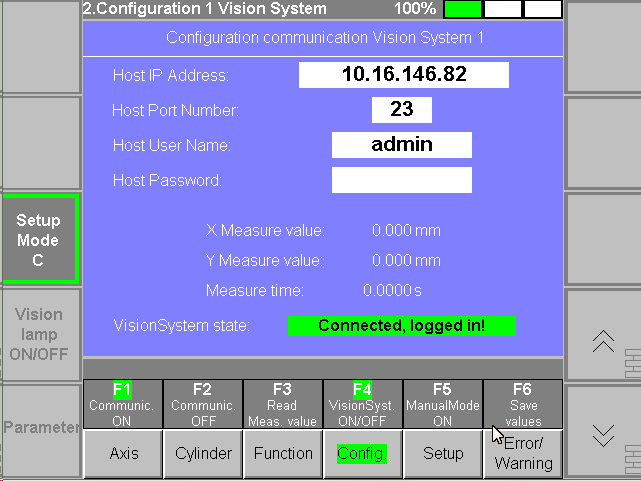 2.Configuration 1 Vision System 100%
Configuration communication Vision System 1
Host IP Address: 10.16.146.82
Host Port Number: 23
Host User Name: admin
Host Password:
Setup
Mode
C
X Measure value: 0.000 mm
Y Measure value: 0.000 mm
Measure time: 0.0000 s
Vision
lamp
ON/OFF
VisionSystem state: Connected, logged in!
Parameter
F1 F2 F3 F4 F5 F6
Communic. Communic. Read VisionSyst. ManualMode Save
ON OFF Meas. value ON/OFF ON values
Axis Cylinder Function Config. Setup Error/
Warning